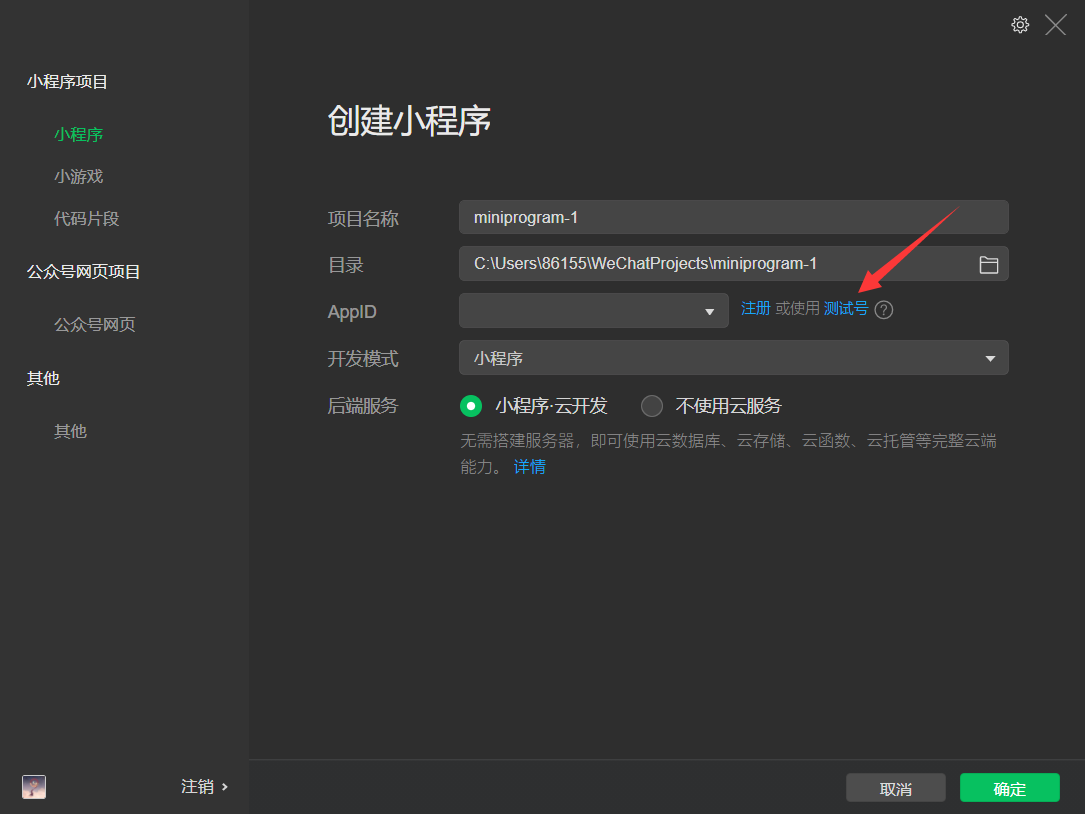 小程序项目
小程序
小游戏
代码片段
公众号网页项目
公众号网页
其他
其他
注销 ›
创建小程序
项目名称 miniprogram-1
目录 C:\Users\86155\WeChatProjects\miniprogram-1
AppID 注册 或使用 测试号 ?
开发模式 小程序
后端服务 小程序·云开发 不使用云服务
无需搭建服务器，即可使用云数据库、云存储、云函数、云托管等完整云端
能力。 详情
取消 确定